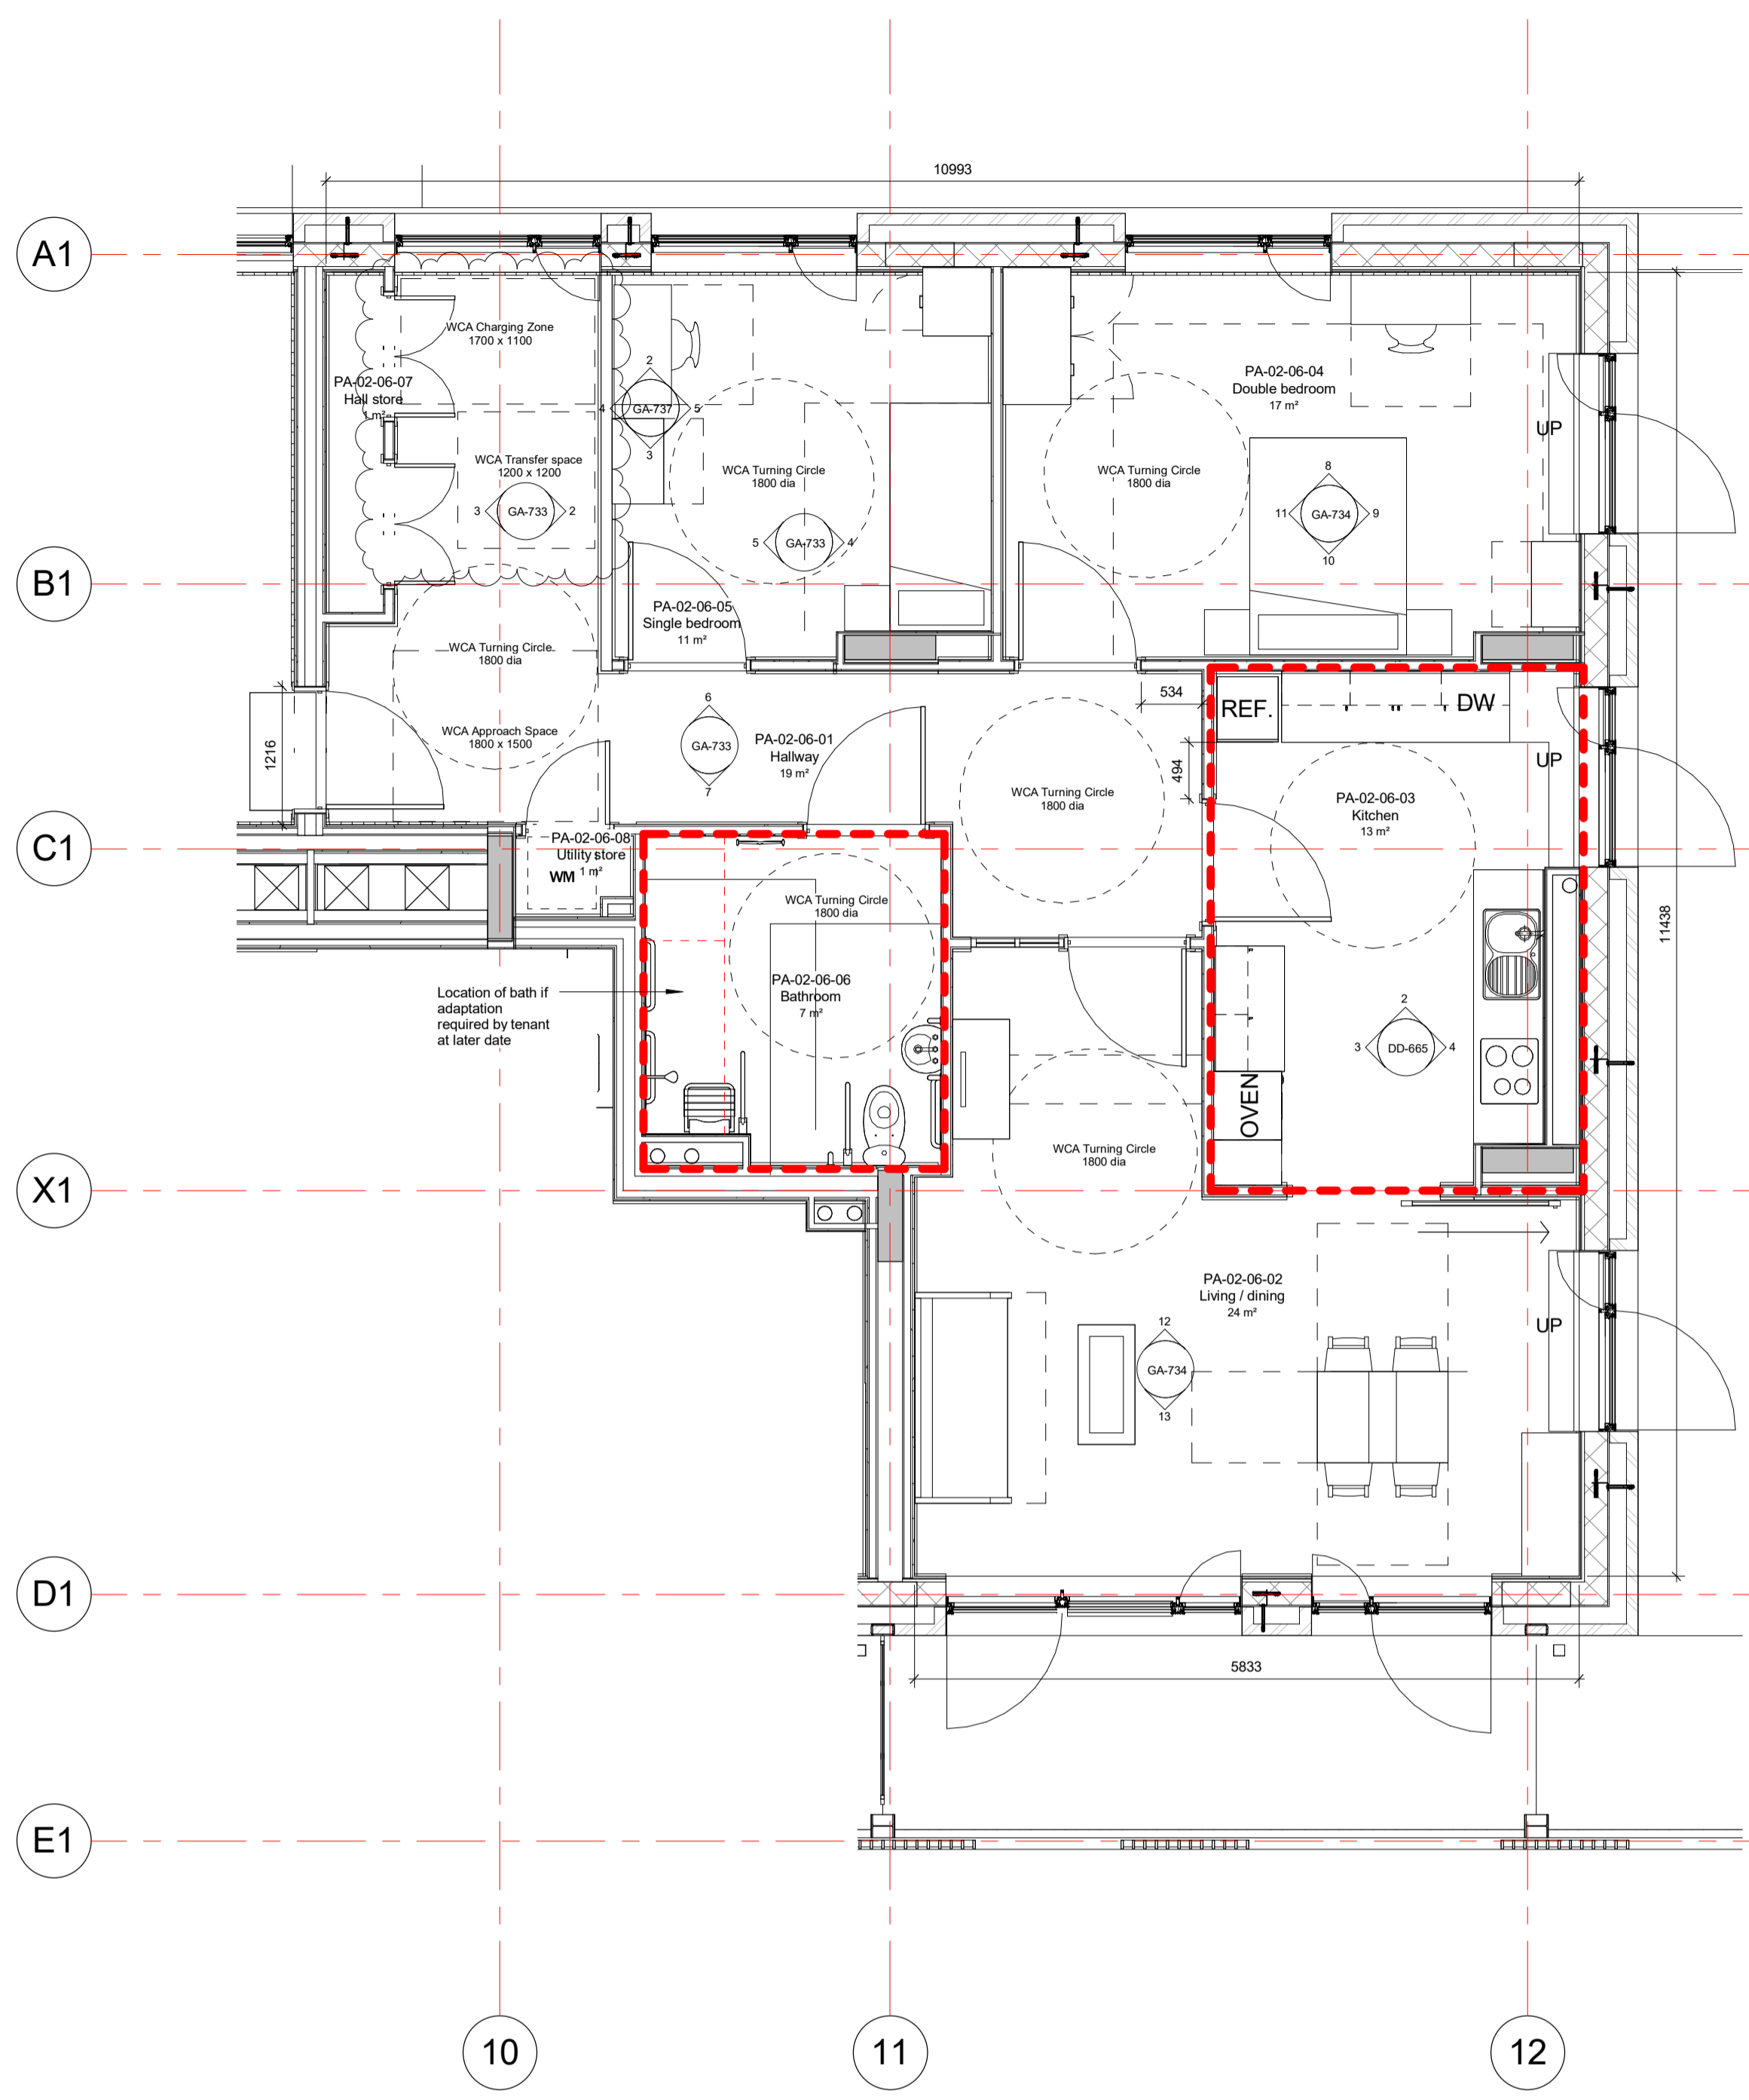 10993
A1
WCA Charging Zone
1700 x 1100
PA-02-06-07
Hall store
1 m²
2
4
GA-737
5
3
WCA Transfer space
1200 x 1200
3
GA-733
2
WCA Turning Circle
1800 dia
5
GA-733
4
WCA Turning Circle
1800 dia
PA-02-06-04
Double bedroom
17 m²
UP
8
11
GA-734
9
10
B1
PA-02-06-05
Single bedroom
11 m²
WCA Turning Circle
1800 dia
WCA Approach Space
1800 x 1500
1216
6
GA-733
7
PA-02-06-01
Hallway
19 m²
534
494
REF.
DW
UP
WCA Turning Circle
1800 dia
PA-02-06-03
Kitchen
13 m²
C1
PA-02-06-08
Utility store
1 m²
WM
WCA Turning Circle
1800 dia
11438
Location of bath if
adaptation
required by tenant
at later date
PA-02-06-06
Bathroom
7 m²
2
3
DD-665
4
OVEN
WCA Turning Circle
1800 dia
X1
PA-02-06-02
Living / dining
24 m²
UP
12
GA-734
13
D1
5833
E1
10
11
12